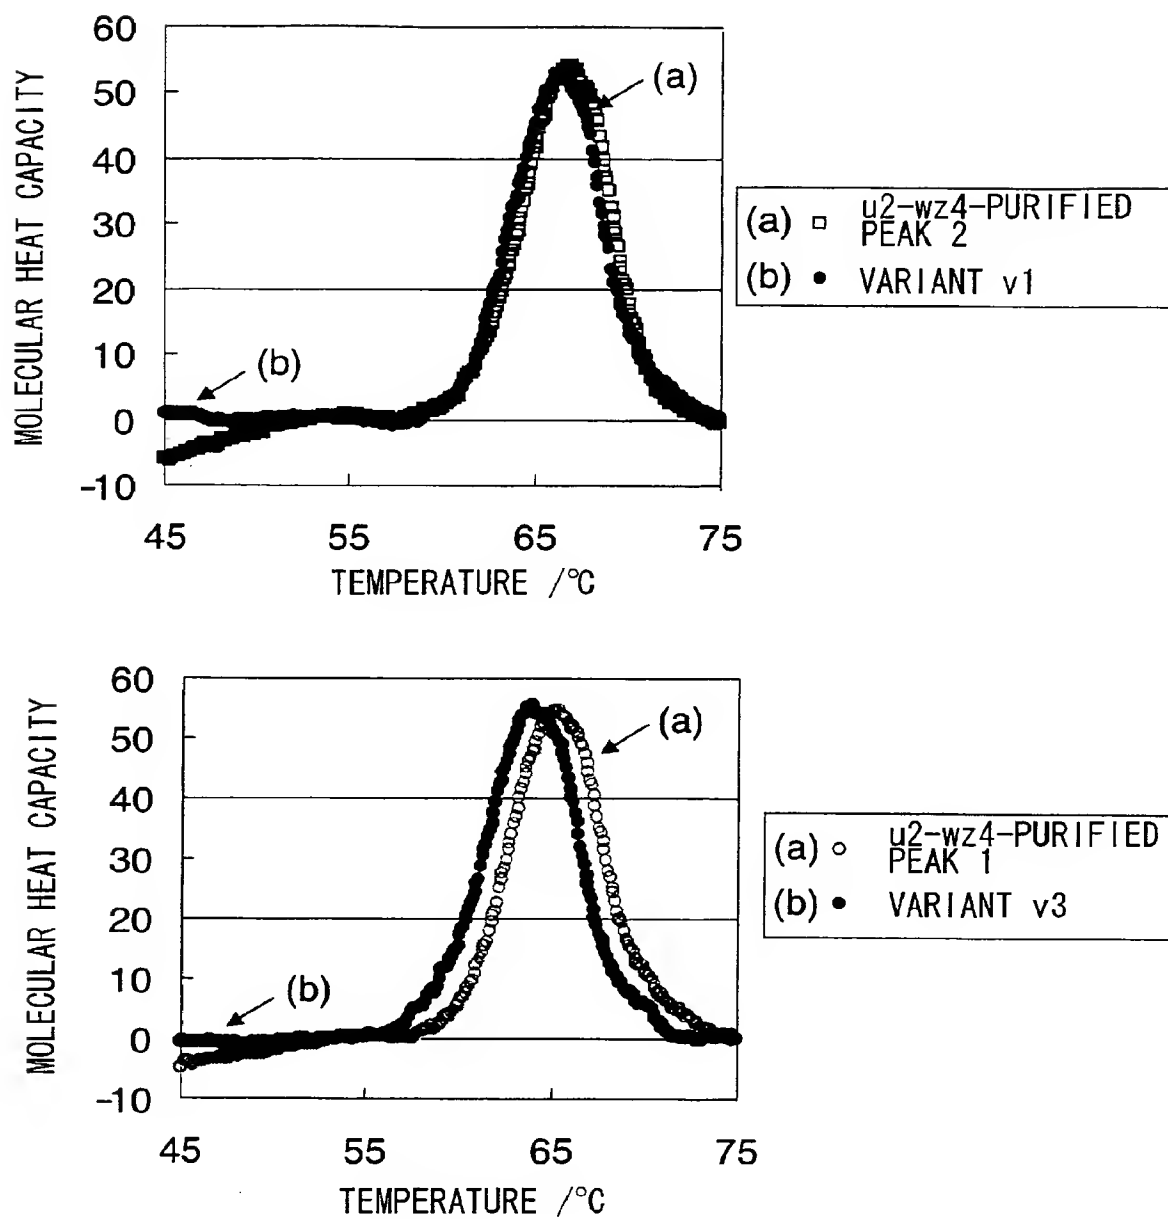 60
50
40
30
20
10
0
-10
MOLECULAR HEAT CAPACITY
(a)
(b)
45 55 65 75
TEMPERATURE /°C
(a) □ u2-wz4-PURIFIED
PEAK 2
(b) ● VARIANT v1
60
50
40
30
20
10
0
-10
MOLECULAR HEAT CAPACITY
(a)
(b)
45 55 65 75
TEMPERATURE /°C
(a) ○ u2-wz4-PURIFIED
PEAK 1
(b) ● VARIANT v3